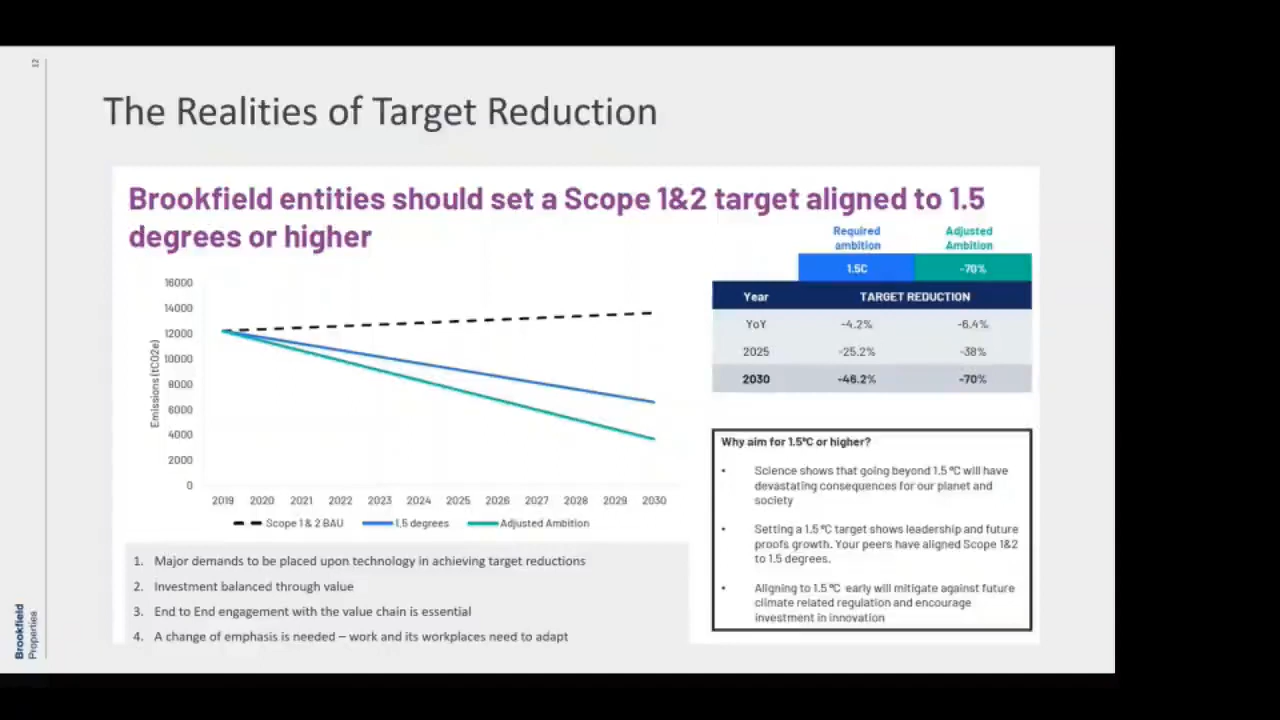 12
The Realities of Target Reduction
Brookfield entities should set a Scope 1&2 target aligned to 1.5
degrees or higher
Required
ambition
Adjusted
Ambition
1.5C
-70%
Year
TARGET REDUCTION
YoY
-4.2%
-6.4%
2025
-25.2%
-38%
2030
-46.2%
-70%
16000
14000
12000
10000
8000
6000
4000
2000
0
Emissions (tCO2e)
2019 2020 2021 2022 2023 2024 2025 2026 2027 2028 2029 2030
Scope 1 & 2 BAU
1.5 degrees
Adjusted Ambition
Why aim for 1.5°C or higher?
• Science shows that going beyond 1.5 °C will have
devastating consequences for our planet and
society
• Setting a 1.5 °C target shows leadership and future
proofs growth. Your peers have aligned Scope 1&2
to 1.5 degrees.
• Aligning to 1.5 °C early will mitigate against future
climate related regulation and encourage
investment in innovation
1. Major demands to be placed upon technology in achieving target reductions
2. Investment balanced through value
3. End to End engagement with the value chain is essential
4. A change of emphasis is needed – work and its workplaces need to adapt
Brookfield
Properties